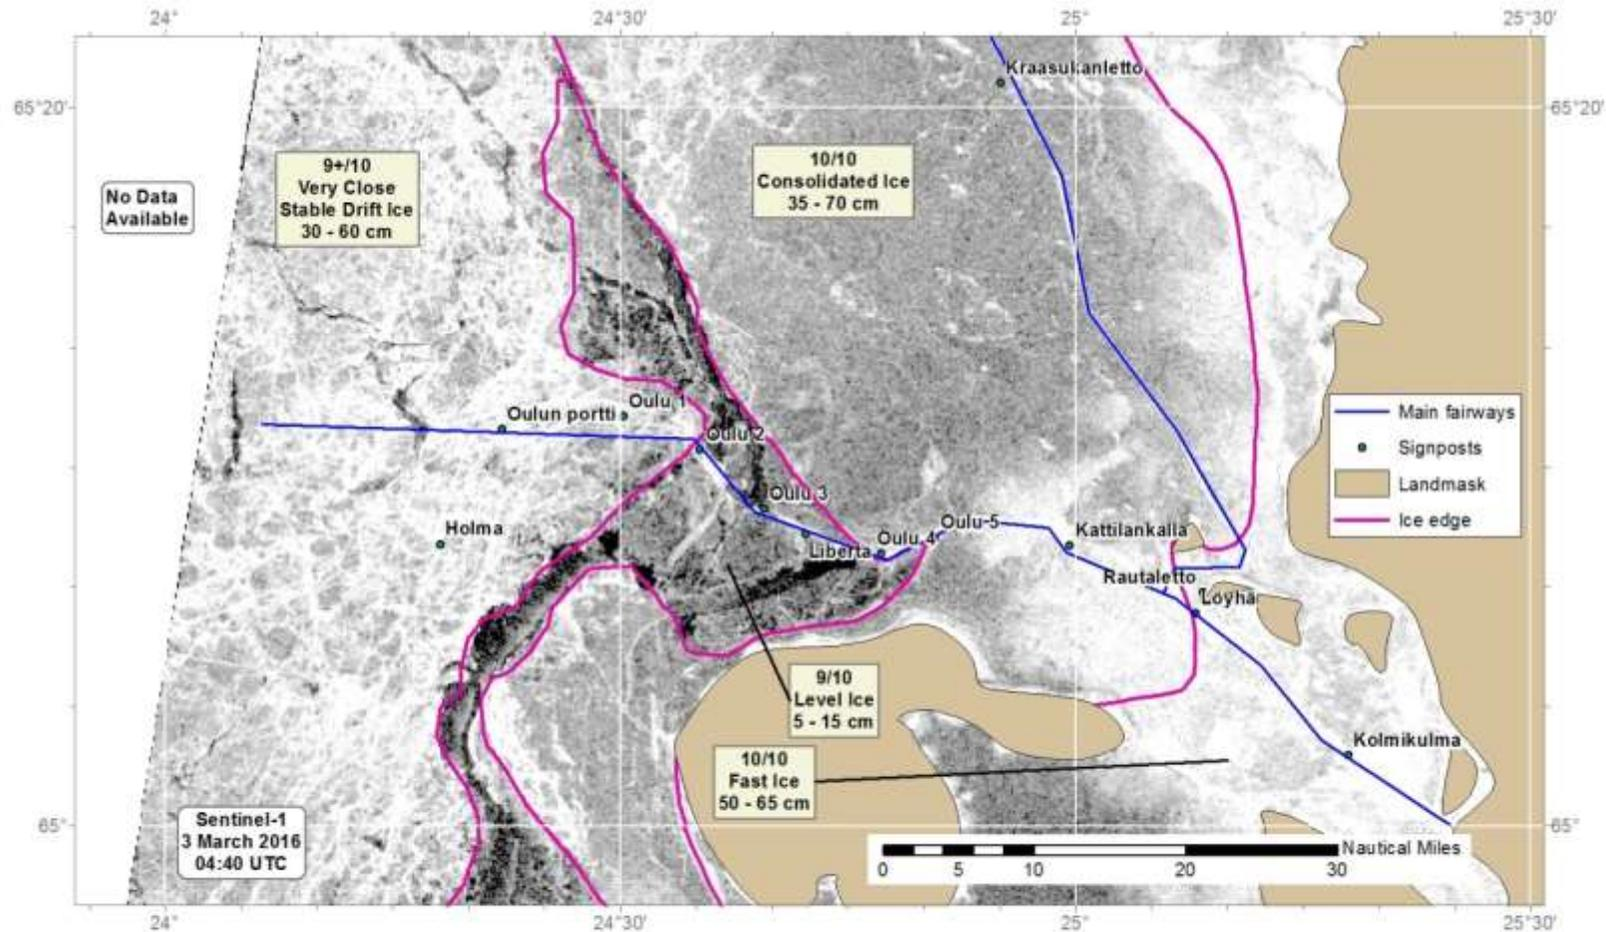 24°
24°30'
25°
25°30'
65°20'
65°20'
Kraasukanletto
9+/10
Very Close
Stable Drift Ice
30 - 60 cm
10/10
Consolidated Ice
35 - 70 cm
No Data
Available
Oulun portti
Oulu 1
Oulu 2
Oulu 3
Oulu 4
Oulu 5
Liberta
Holma
Kattilankalla
Rautaletto
Löyhä
Kolmikulma
Main fairways
Signposts
Landmask
Ice edge
9/10
Level Ice
5 - 15 cm
10/10
Fast Ice
50 - 65 cm
Sentinel-1
3 March 2016
04:40 UTC
65°
65°
Nautical Miles
0
5
10
20
30
24°
24°30'
25°
25°30'